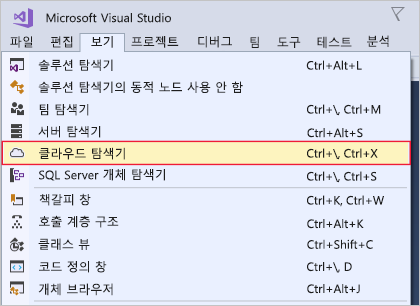 Microsoft Visual Studio
파일 편집 보기 프로젝트 디버그 팀 도구 테스트 분석
솔루션 탐색기 Ctrl+Alt+L
솔루션 탐색기의 동적 노드 사용 안 함
팀 탐색기 Ctrl+\, Ctrl+M
서버 탐색기 Ctrl+Alt+S
클라우드 탐색기 Ctrl+\, Ctrl+X
SQL Server 개체 탐색기 Ctrl+\, Ctrl+S
책갈피 창 Ctrl+K, Ctrl+W
호출 계층 구조 Ctrl+Alt+K
클래스 뷰 Ctrl+Shift+C
코드 정의 창 Ctrl+\, D
개체 브라우저 Ctrl+Alt+J